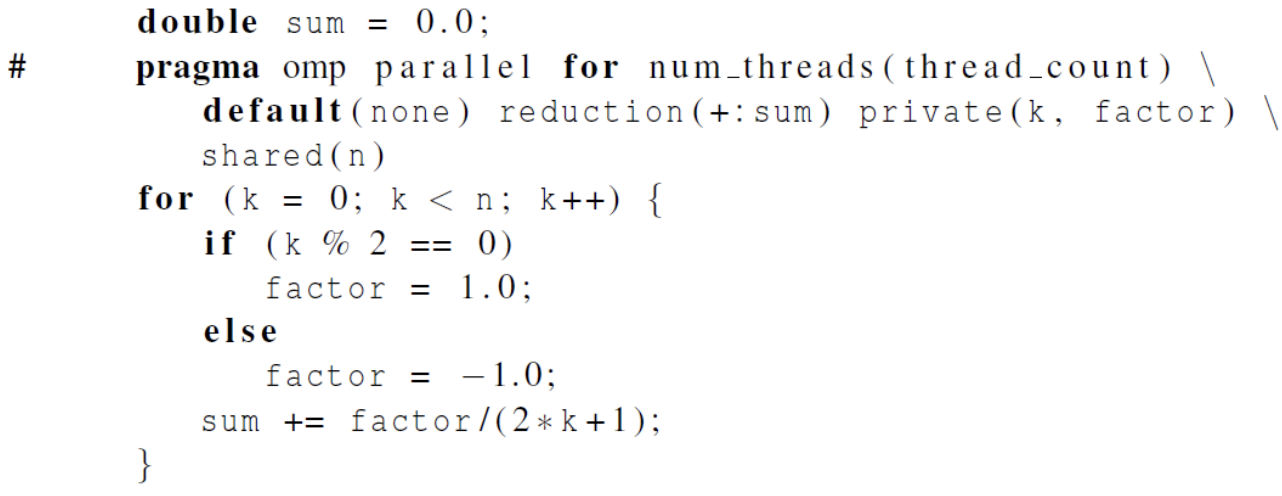 double sum = 0.0;
# pragma omp parallel for num_threads(thread_count) \
default(none) reduction(+:sum) private(k, factor) \
shared(n)
for (k = 0; k < n; k++) {
if (k % 2 == 0)
factor = 1.0;
else
factor = −1.0;
sum += factor/(2*k+1);
}